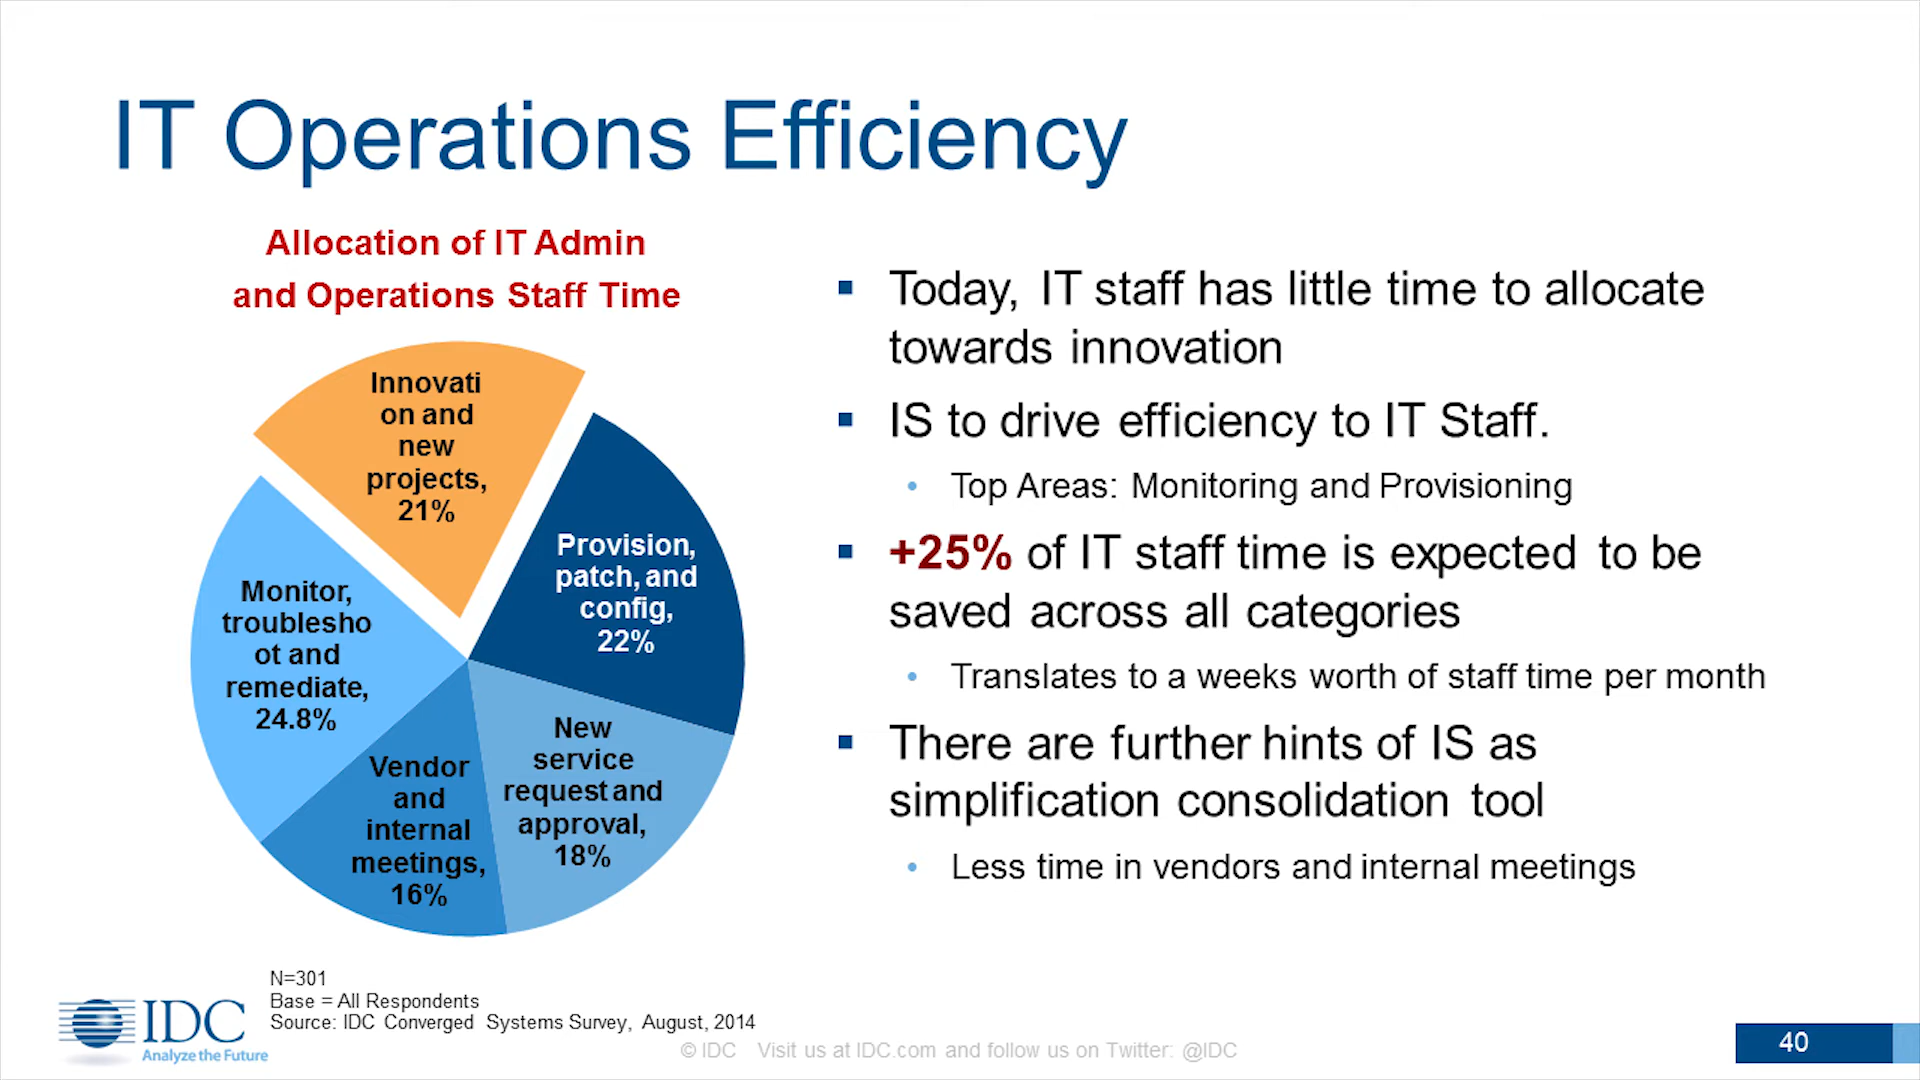 IT Operations Efficiency
Allocation of IT Admin
and Operations Staff Time
Innovati
on and
new
projects,
21%
Provision,
patch, and
config,
22%
New
service
request and
approval,
18%
Vendor
and
internal
meetings,
16%
Monitor,
troublesho
ot and
remediate,
24.8%
▪ Today, IT staff has little time to allocate
towards innovation
▪ IS to drive efficiency to IT Staff.
• Top Areas: Monitoring and Provisioning
▪ +25% of IT staff time is expected to be
saved across all categories
• Translates to a weeks worth of staff time per month
▪ There are further hints of IS as
simplification consolidation tool
• Less time in vendors and internal meetings
N=301
Base = All Respondents
Source: IDC Converged Systems Survey, August, 2014
IDC
Analyze the Future
© IDC Visit us at IDC.com and follow us on Twitter: @IDC
40